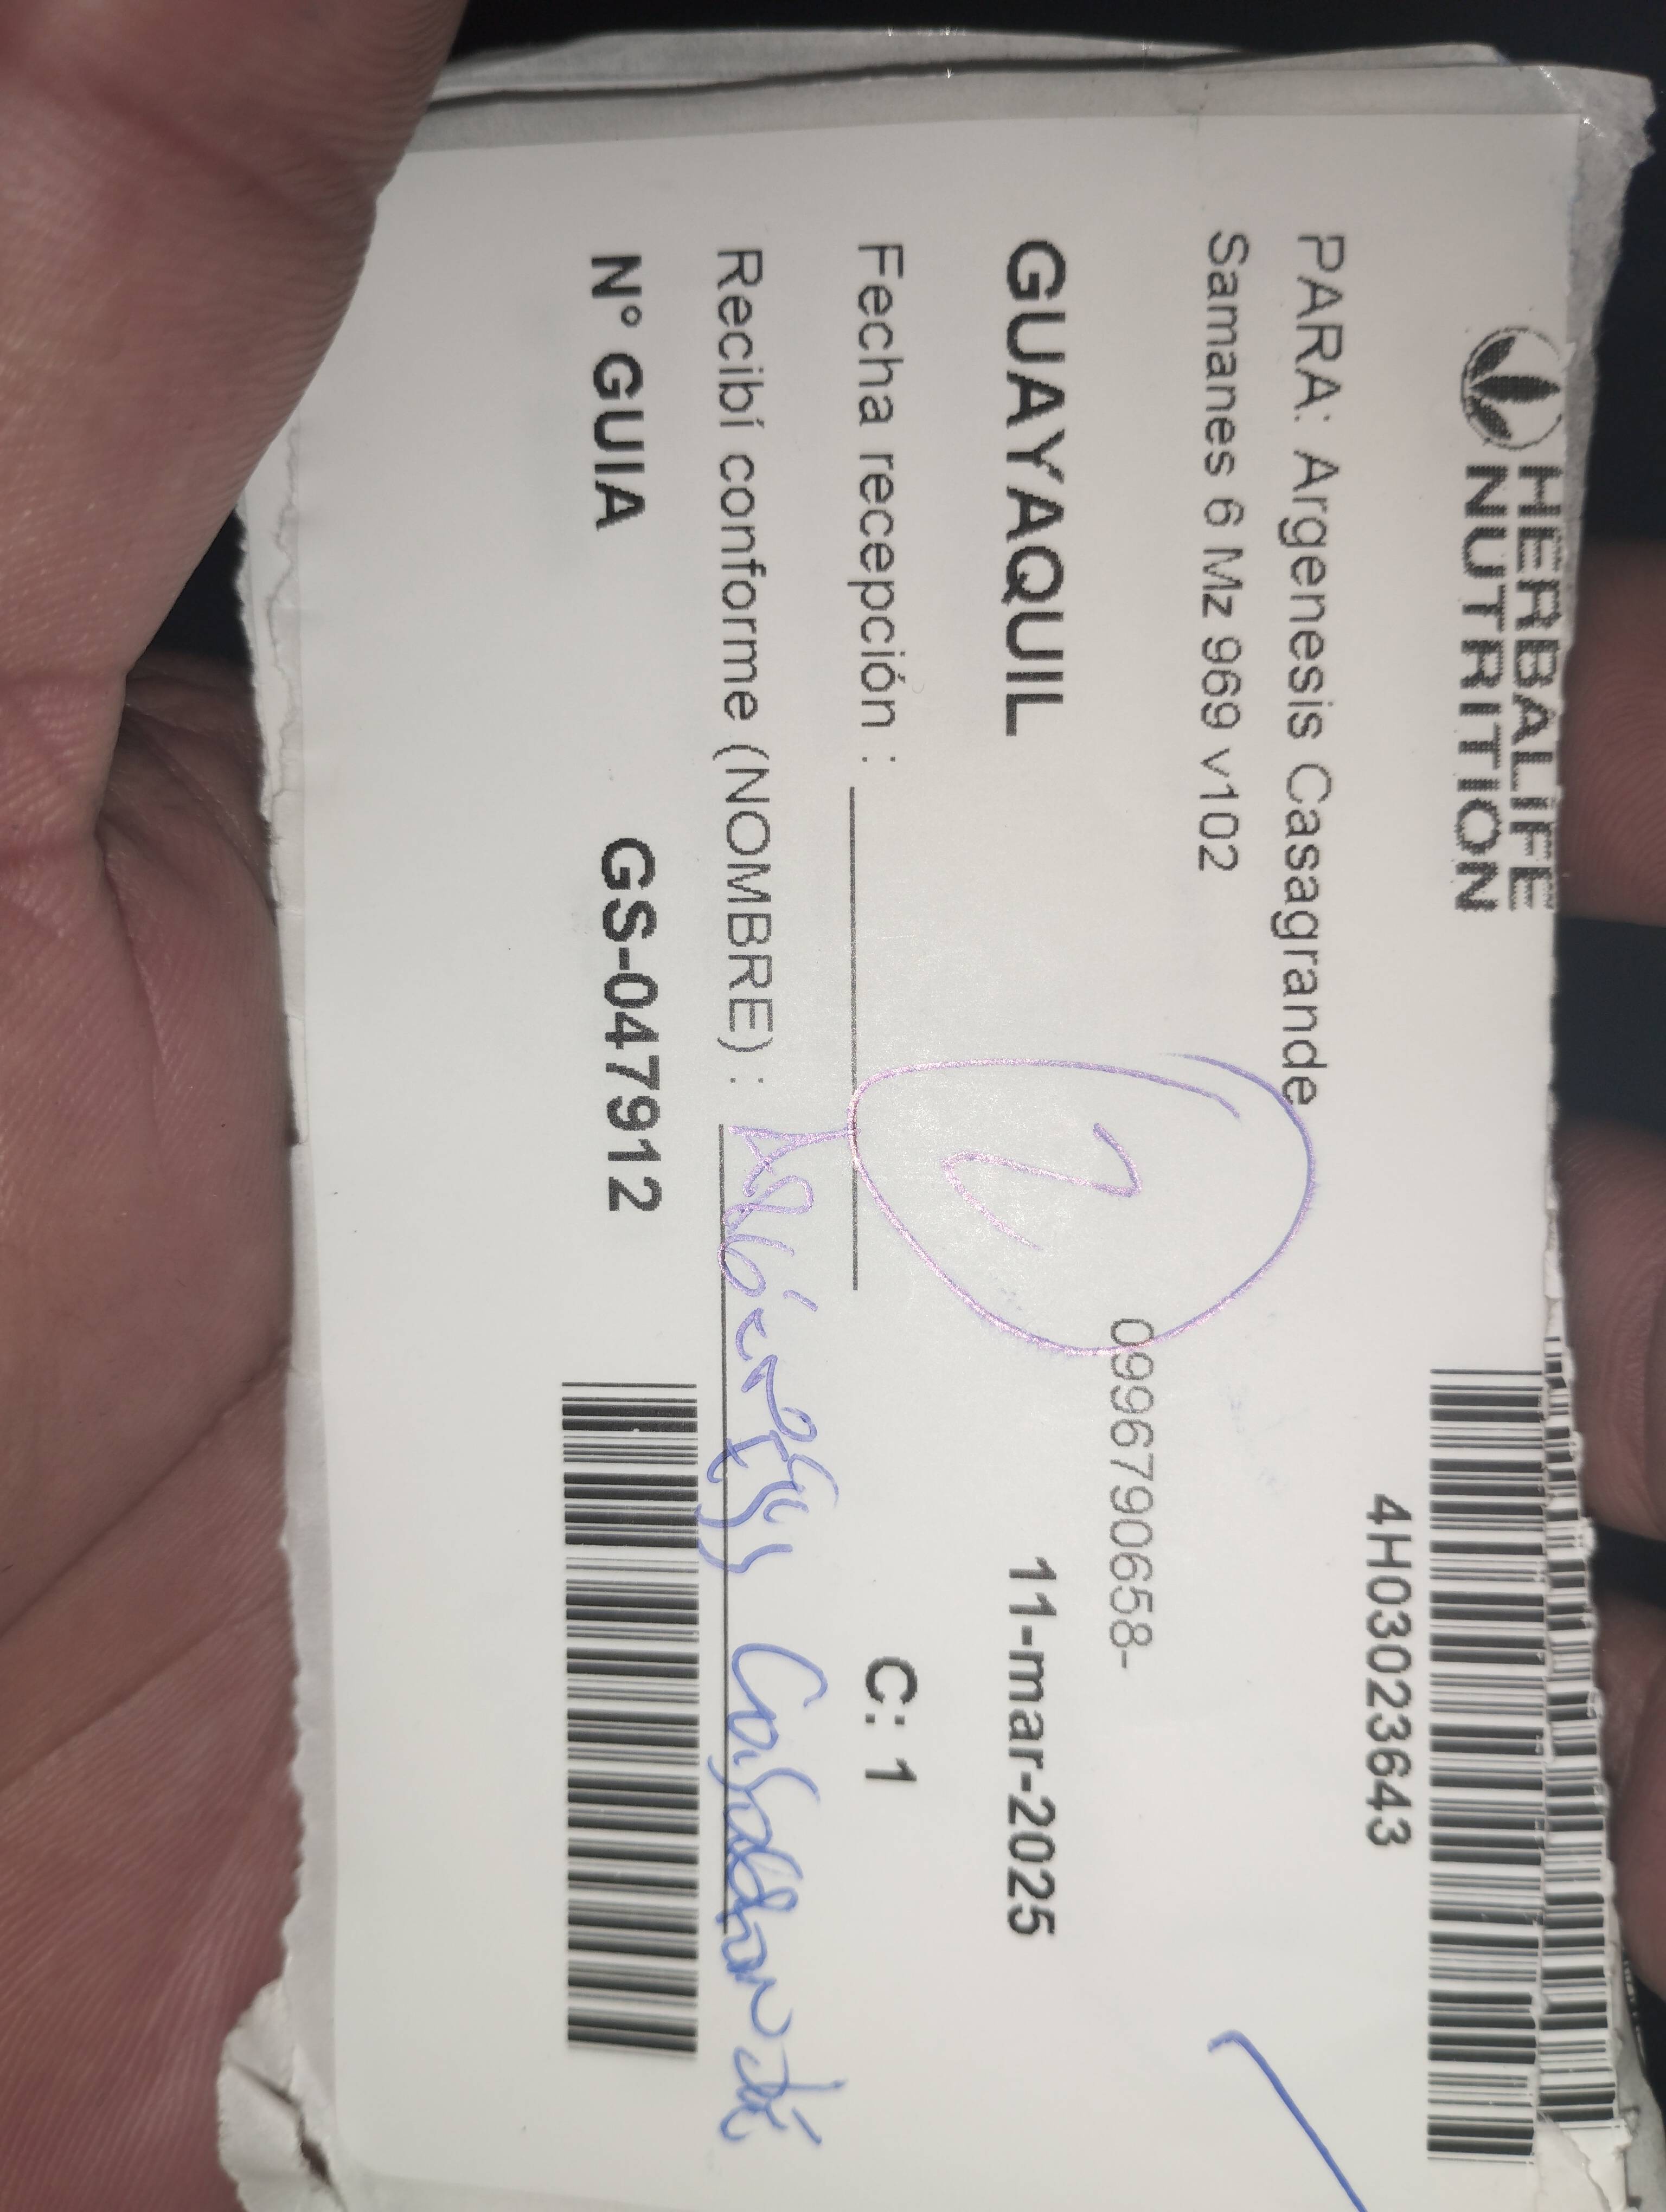 HERBALIFE
NUTRITION
4H03023643
PARA: Argenesis Casagrande
Samanes 6 Mz 969 v102
0996790658-
GUAYAQUIL 11-mar-2025
2
Fecha recepción : C: 1
Recibí conforme (NOMBRE) :
N° GUIA GS-047912